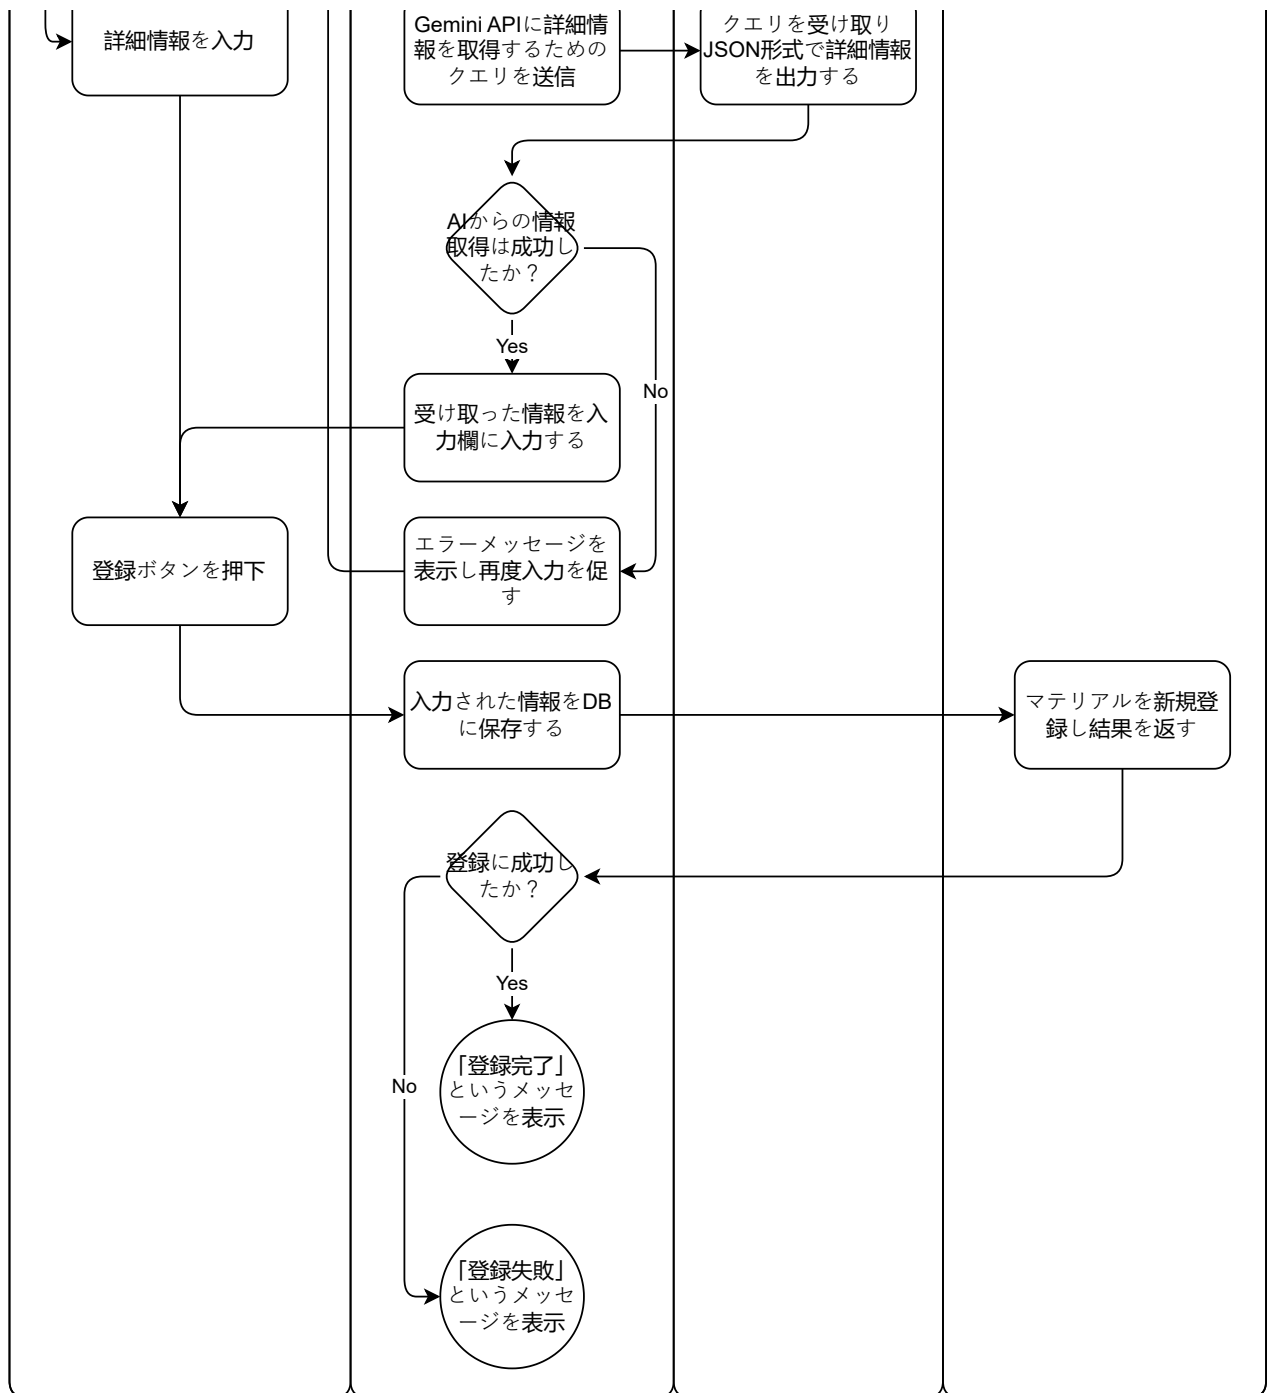 詳細情報を入力
Gemini APIに詳細情
報を取得するための
クエリを送信
クエリを受け取り
JSON形式で詳細情報
を出力する
AIからの情報
取得は成功し
たか？
Yes
No
受け取った情報を入
力欄に入力する
登録ボタンを押下
エラーメッセージを
表示し再度入力を促
す
入力された情報をDB
に保存する
マテリアルを新規登
録し結果を返す
登録に成功し
たか？
Yes
No
「登録完了」
というメッセ
ージを表示
「登録失敗」
というメッセ
ージを表示